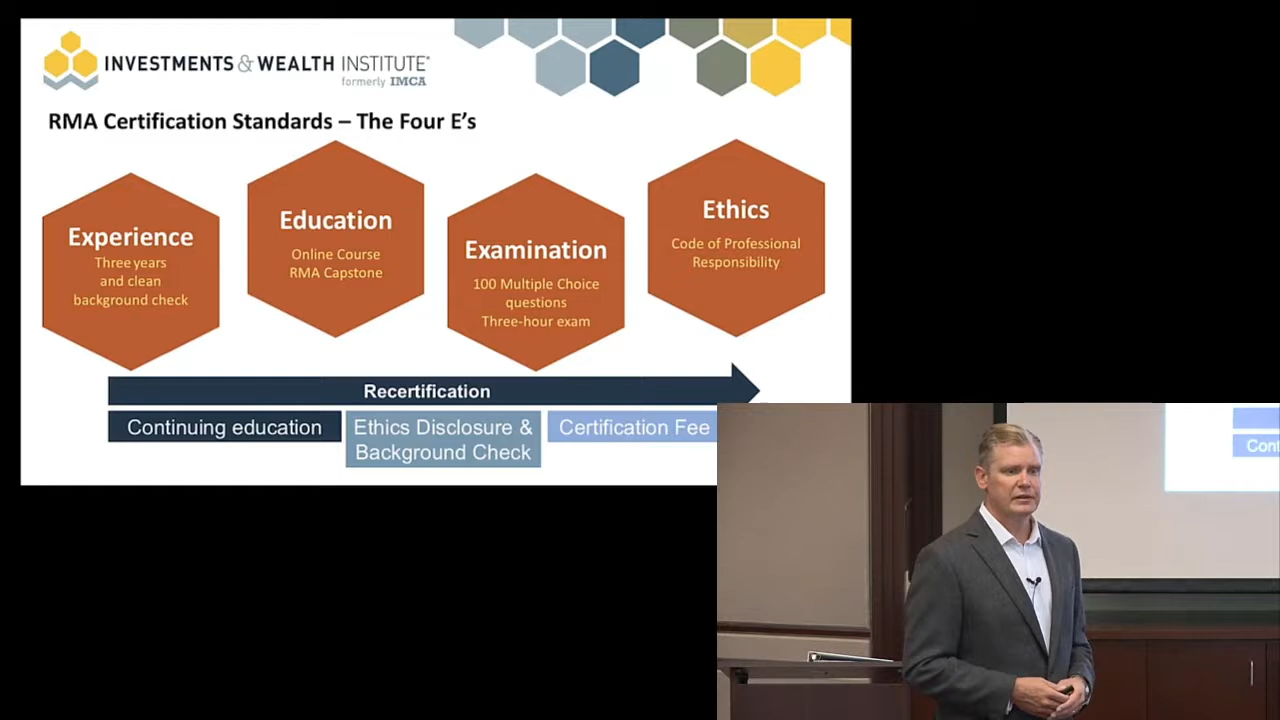 INVESTMENTS & WEALTH INSTITUTE®
formerly IMCA
RMA Certification Standards – The Four E's
Experience
Three years
and clean
background check
Education
Online Course
RMA Capstone
Examination
100 Multiple Choice
questions
Three-hour exam
Ethics
Code of Professional
Responsibility
Recertification
Continuing education
Ethics Disclosure &
Background Check
Certification Fee
Cont